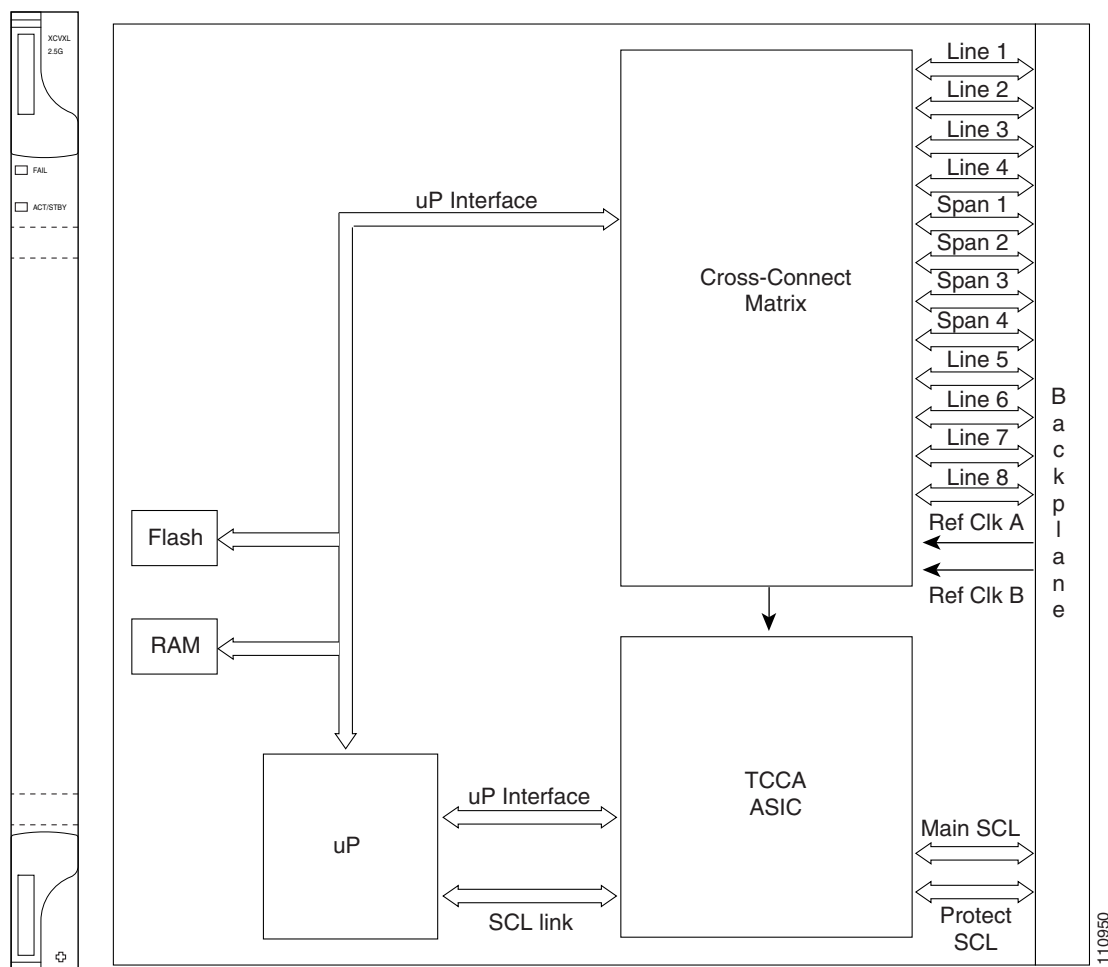 XCVXL
2.5G
FAIL
ACT/STBY
uP Interface
Cross-Connect
Matrix
Line 1
Line 2
Line 3
Line 4
Span 1
Span 2
Span 3
Span 4
Line 5
Line 6
Line 7
Line 8
Ref Clk A
Ref Clk B
Backplane
Flash
RAM
uP
uP Interface
SCL link
TCCA
ASIC
Main SCL
Protect
SCL
110950